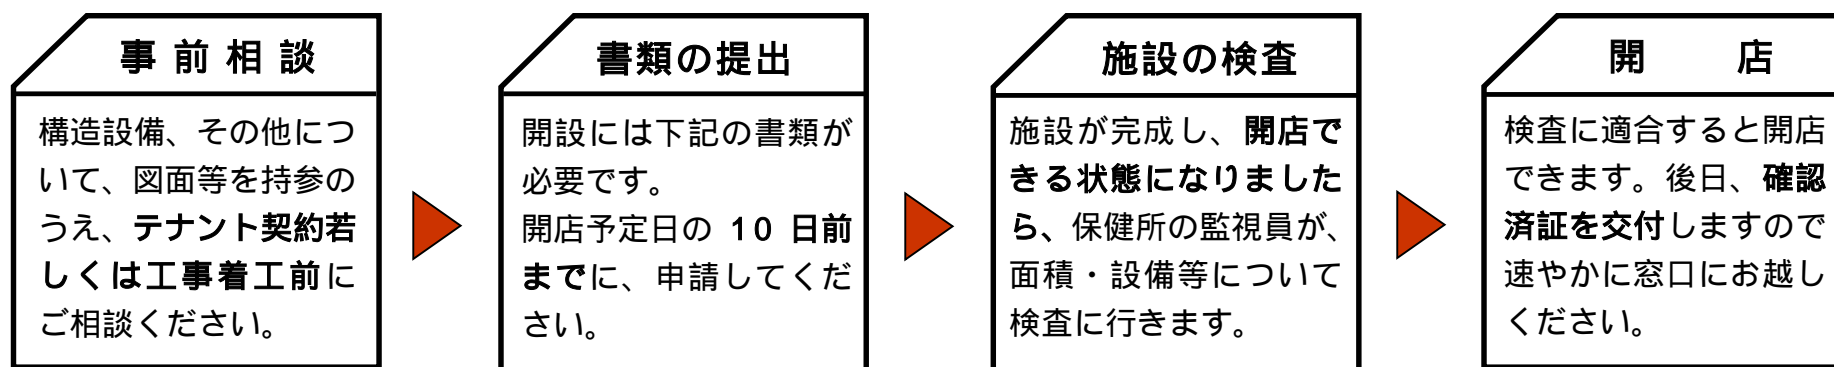 事前相談
構造設備、その他につ
いて、図面等を持参の
うえ、テナント契約若
しくは工事着工前に
ご相談ください。
書類の提出
開設には下記の書類が
必要です。
開店予定日の 10 日前
までに、申請してくだ
さい。
施設の検査
施設が完成し、開店で
きる状態になりました
ら、保健所の監視員が、
面積・設備等について
検査に行きます。
開店
検査に適合すると開店
できます。後日、確認
済証を交付しますので
速やかに窓口にお越し
ください。